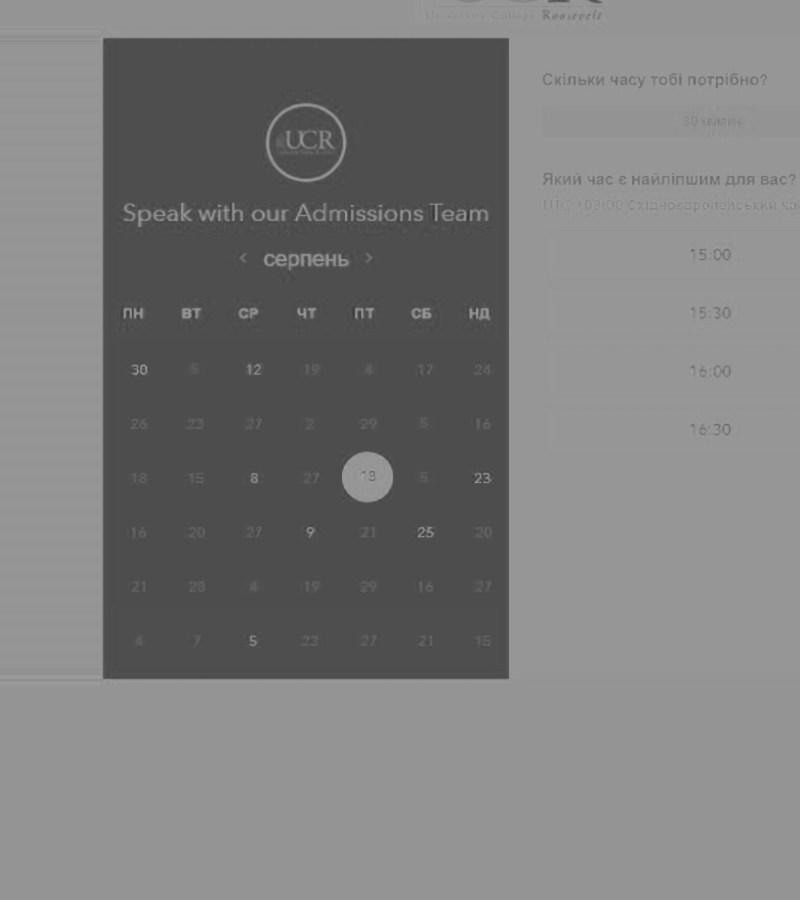 University College Roosevelt
UCR
Speak with our Admissions Team
< серпень >
ПН ВТ СР ЧТ ПТ СБ НД
30 5 12 19 4 17 24
26 23 27 2 29 5 16
18 15 8 27 13 5 23
16 20 27 9 21 25 20
21 28 4 19 29 16 27
4 7 5 23 27 21 15
Скільки часу тобі потрібно?
30 хвилин
Який час є найліпшим для вас?
UTC +03:00 Східноєвропейський
15:00
15:30
16:00
16:30